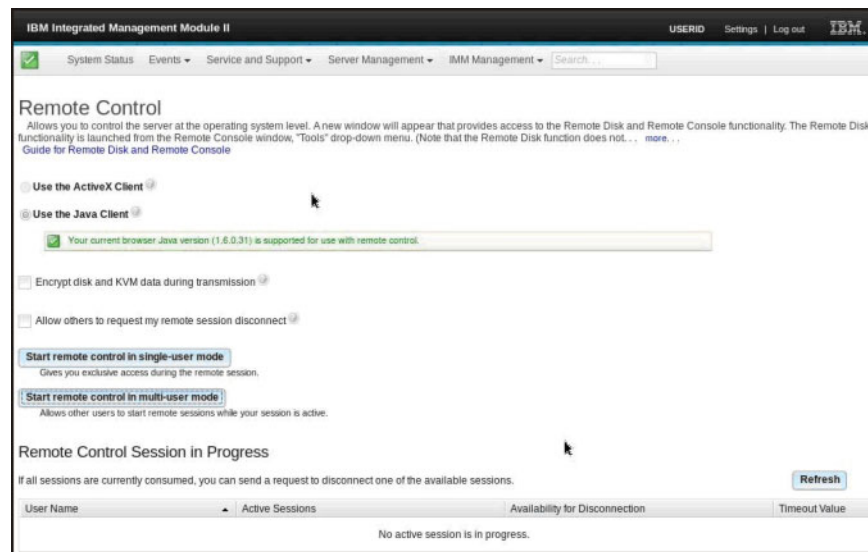 IBM Integrated Management Module II
USERID Settings | Log out IBM.
System Status Events Service and Support Server Management IMM Management Search...
Remote Control
Allows you to control the server at the operating system level. A new window will appear that provides access to the Remote Disk and Remote Console functionality. The Remote Disk
functionality is launched from the Remote Console window, "Tools" drop-down menu. (Note that the Remote Disk function does not. . . more. . .
Guide for Remote Disk and Remote Console
Use the ActiveX Client
Use the Java Client
Your current browser Java version (1.6.0.31) is supported for use with remote control.
Encrypt disk and KVM data during transmission
Allow others to request my remote session disconnect
Start remote control in single-user mode
Gives you exclusive access during the remote session.
Start remote control in multi-user mode
Allows other users to start remote sessions while your session is active.
Remote Control Session in Progress
If all sessions are currently consumed, you can send a request to disconnect one of the available sessions.
Refresh
User Name Active Sessions Availability for Disconnection Timeout Value
No active session is in progress.